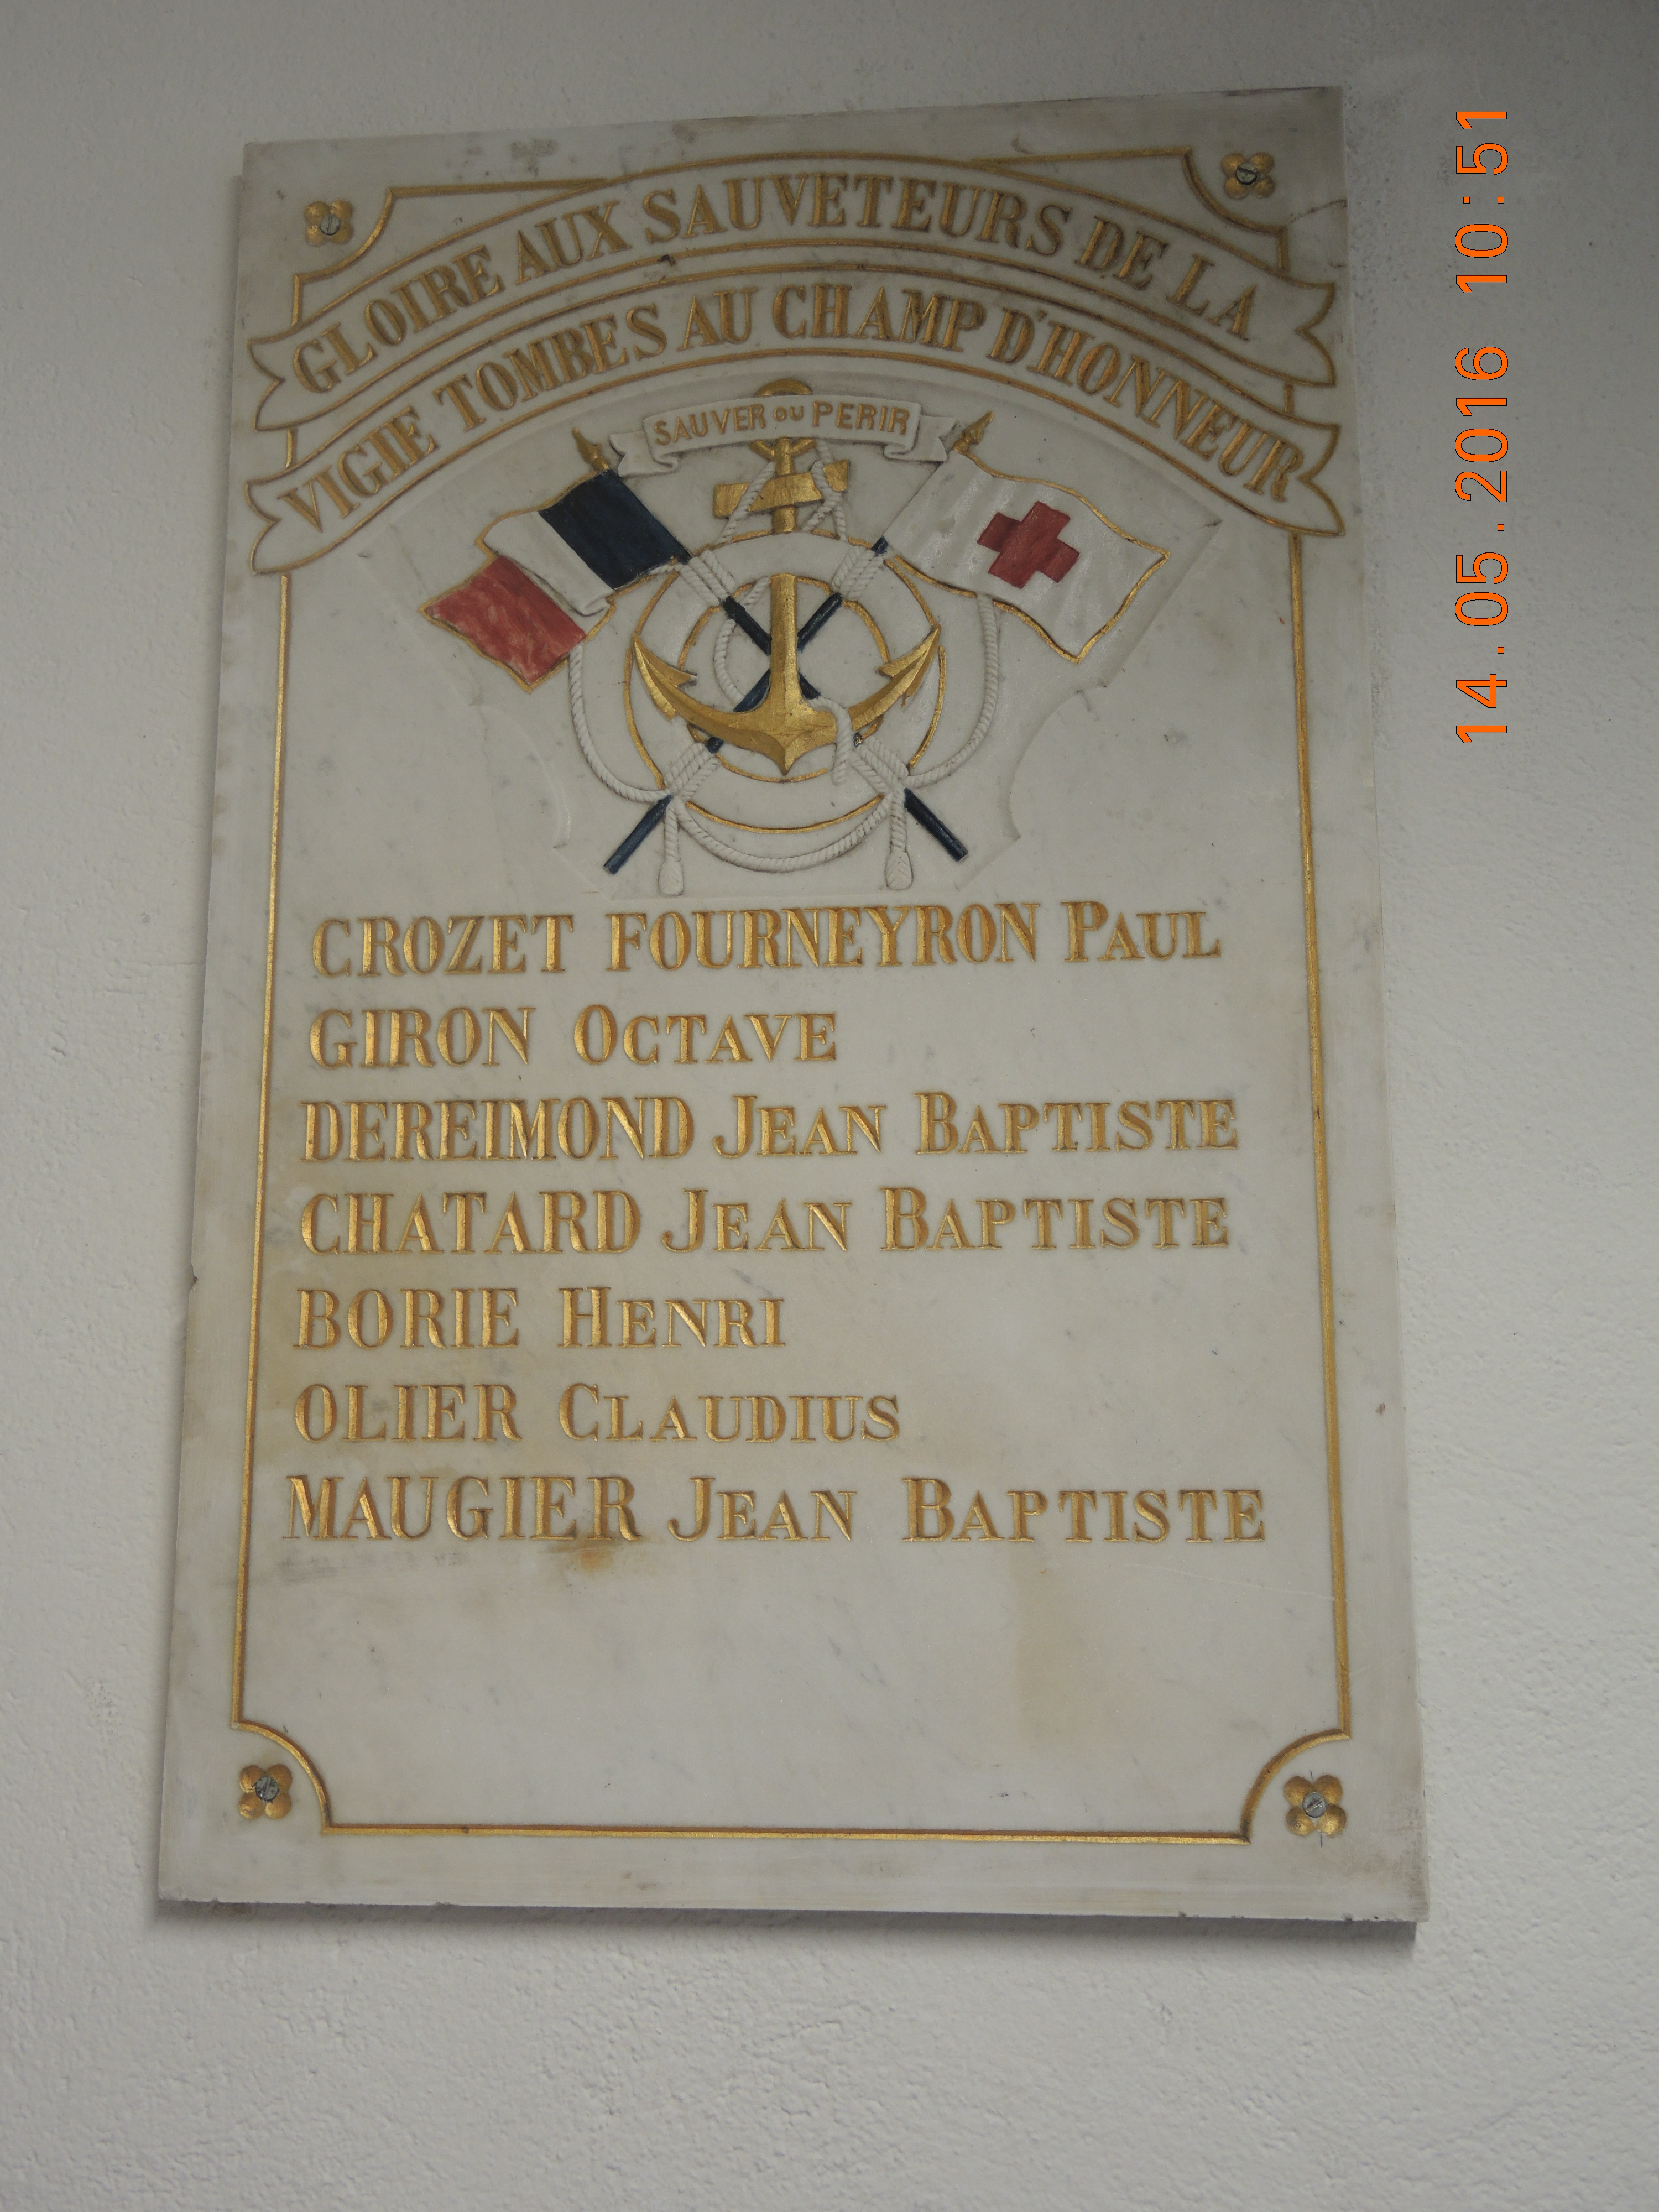 GLOIRE AUX SAUVETEURS DE LA
VIGIE TOMBES AU CHAMP D'HONNEUR
SAUVER OU PERIR
CROZET FOURNEYRON PAUL
GIRON OCTAVE
DEREIMOND JEAN BAPTISTE
CHATARD JEAN BAPTISTE
BORIE HENRI
OLIER CLAUDIUS
MAUGIER JEAN BAPTISTE
14.05.2016 10:51